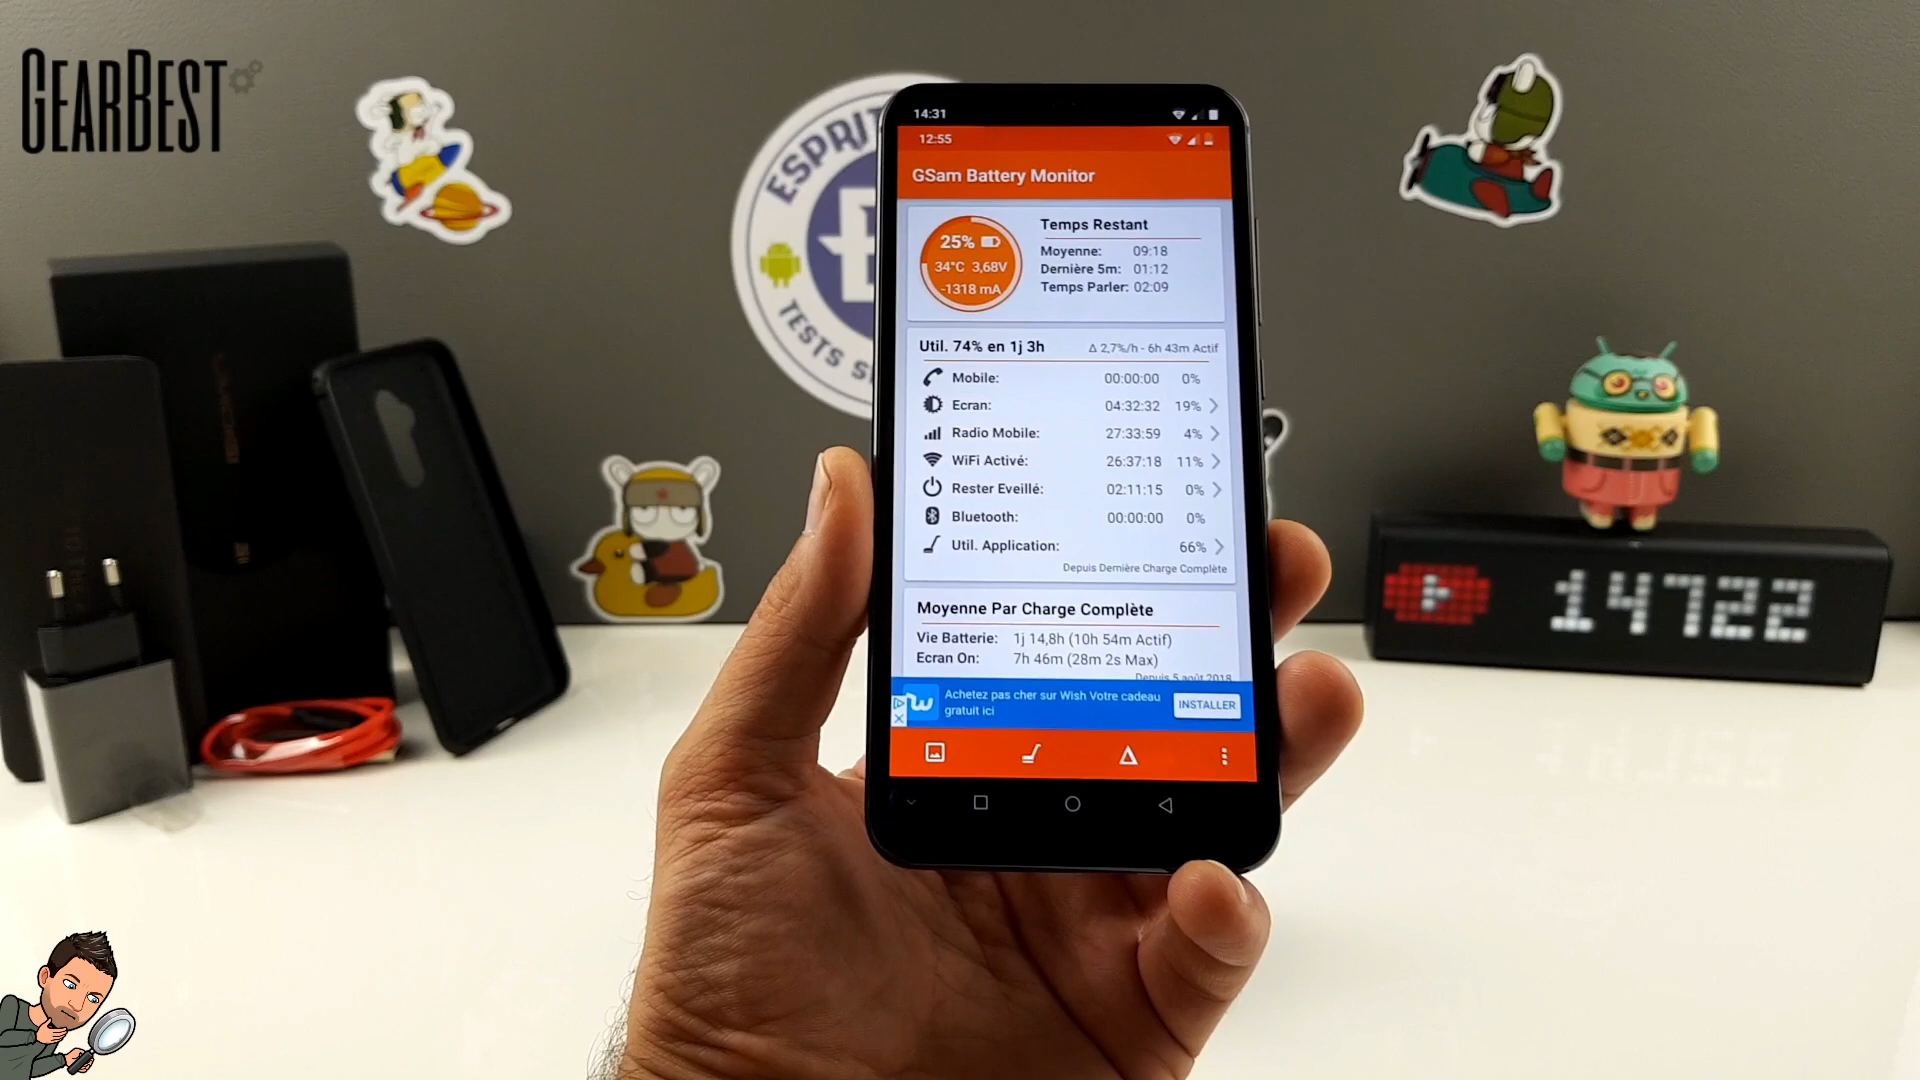 GEARBEST
ESPRIT
TESTS
14:31
12:55
GSam Battery Monitor
25%
34°C 3,68V
-1318 mA
Temps Restant
Moyenne: 09:18
Dernière 5m: 01:12
Temps Parler: 02:09
Util. 74% en 1j 3h Δ 2,7%/h - 6h 43m Actif
Mobile: 00:00:00 0%
Ecran: 04:32:32 19%
Radio Mobile: 27:33:59 4%
WiFi Activé: 26:37:18 11%
Rester Eveillé: 02:11:15 0%
Bluetooth: 00:00:00 0%
Util. Application: 66%
Depuis Dernière Charge Complète
Moyenne Par Charge Complète
Vie Batterie: 1j 14,8h (10h 54m Actif)
Ecran On: 7h 46m (28m 2s Max)
Depuis 5 août 2018
Achetez pas cher sur Wish Votre cadeau
gratuit ici
INSTALLER
14722